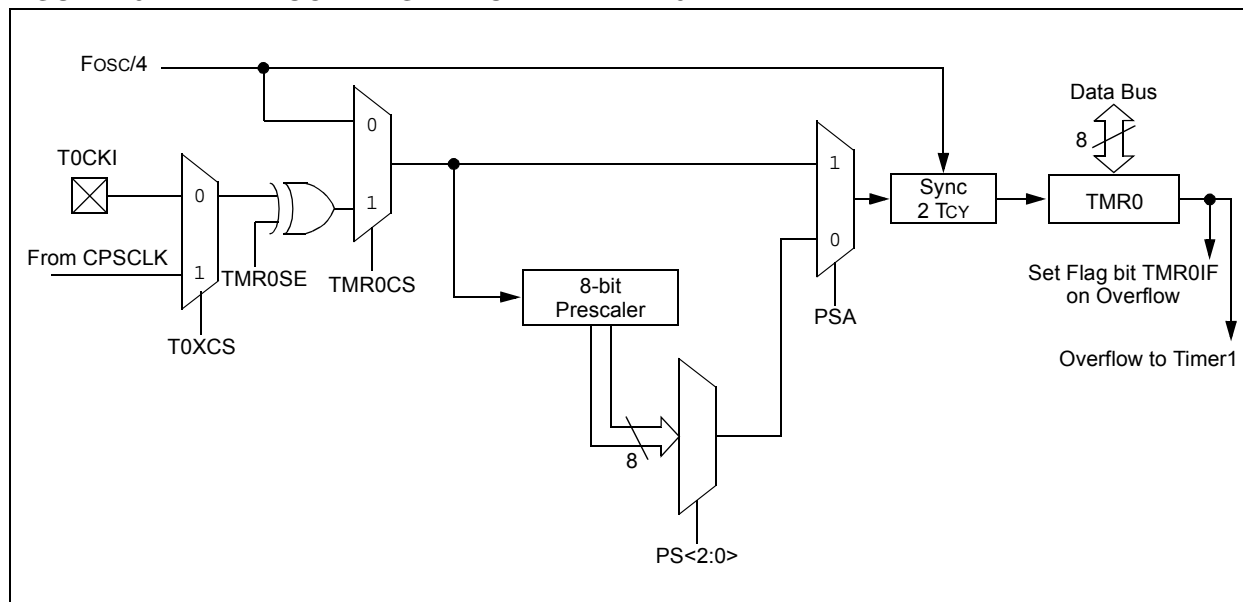 FOSC/4
Data Bus
8
0
T0CKI
0
1
Sync
2 TCY
TMR0
1
0
From CPSCLK
1
TMR0SE
TMR0CS
8-bit
Prescaler
PSA
Set Flag bit TMR0IF
on Overflow
T0XCS
Overflow to Timer1
8
PS<2:0>